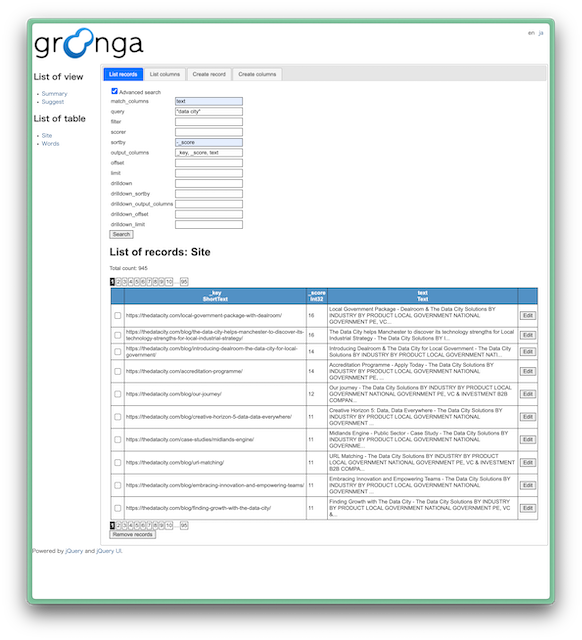 groonga
en ja
List of view
Summary
Suggest
List of table
Site
Words
List records
List columns
Create record
Create columns
Advanced search
match_columns text
query "data city"
filter
scorer
sortby -_score
output_columns _key, _score, text
offset
limit
drilldown
drilldown_sortby
drilldown_output_columns
drilldown_offset
drilldown_limit
Search
List of records: Site
Total count: 945
1 2 3 4 5 6 7 8 9 10 ... 95
_key _score text
ShortText Int32 Text
https://thedatacity.com/local-government-package-with-dealroom/
16
Local Government Package - Dealroom & The Data City Solutions BY
INDUSTRY BY PRODUCT LOCAL GOVERNMENT NATIONAL
GOVERNMENT PE, VC...
Edit
https://thedatacity.com/blog/the-data-city-helps-manchester-to-discover-its-
technology-strengths-for-local-industrial-strategy/
16
The Data City helps Manchester to discover its technology strengths for Local
Industrial Strategy - The Data City Solutions BY I...
Edit
https://thedatacity.com/blog/introducing-dealroom-the-data-city-for-local-
government/
14
Introducing Dealroom & The Data City for Local Government - The Data City
Solutions BY INDUSTRY BY PRODUCT LOCAL GOVERNMENT NATI...
Edit
https://thedatacity.com/accreditation-programme/
14
Accreditation Programme - Apply Today - The Data City Solutions BY
INDUSTRY BY PRODUCT LOCAL GOVERNMENT NATIONAL
GOVERNMENT PE, ...
Edit
https://thedatacity.com/blog/our-journey/
12
Our journey - The Data City Solutions BY INDUSTRY BY PRODUCT LOCAL
GOVERNMENT NATIONAL GOVERNMENT PE, VC & INVESTMENT B2B
COMPAN...
Edit
https://thedatacity.com/blog/creative-horizon-5-data-data-everywhere/
11
Creative Horizon 5: Data, Data Everywhere - The Data City Solutions BY
INDUSTRY BY PRODUCT LOCAL GOVERNMENT NATIONAL
GOVERNMENT ...
Edit
https://thedatacity.com/case-studies/midlands-engine/
11
Midlands Engine - Public Sector - Case Study - The Data City Solutions BY
INDUSTRY BY PRODUCT LOCAL GOVERNMENT NATIONAL
GOVERNME...
Edit
https://thedatacity.com/blog/url-matching/
11
URL Matching - The Data City Solutions BY INDUSTRY BY PRODUCT
LOCAL GOVERNMENT NATIONAL GOVERNMENT PE, VC & INVESTMENT
B2B COMPA...
Edit
https://thedatacity.com/blog/embracing-innovation-and-empowering-teams/
11
Embracing Innovation and Empowering Teams - The Data City Solutions BY
INDUSTRY BY PRODUCT LOCAL GOVERNMENT NATIONAL
GOVERNMENT ...
Edit
https://thedatacity.com/blog/finding-growth-with-the-data-city/
11
Finding Growth with The Data City - The Data City Solutions BY INDUSTRY
BY PRODUCT LOCAL GOVERNMENT NATIONAL GOVERNMENT PE, VC
&...
Edit
1 2 3 4 5 6 7 8 9 10 ... 95
Remove records
Powered by jQuery and jQuery UI.